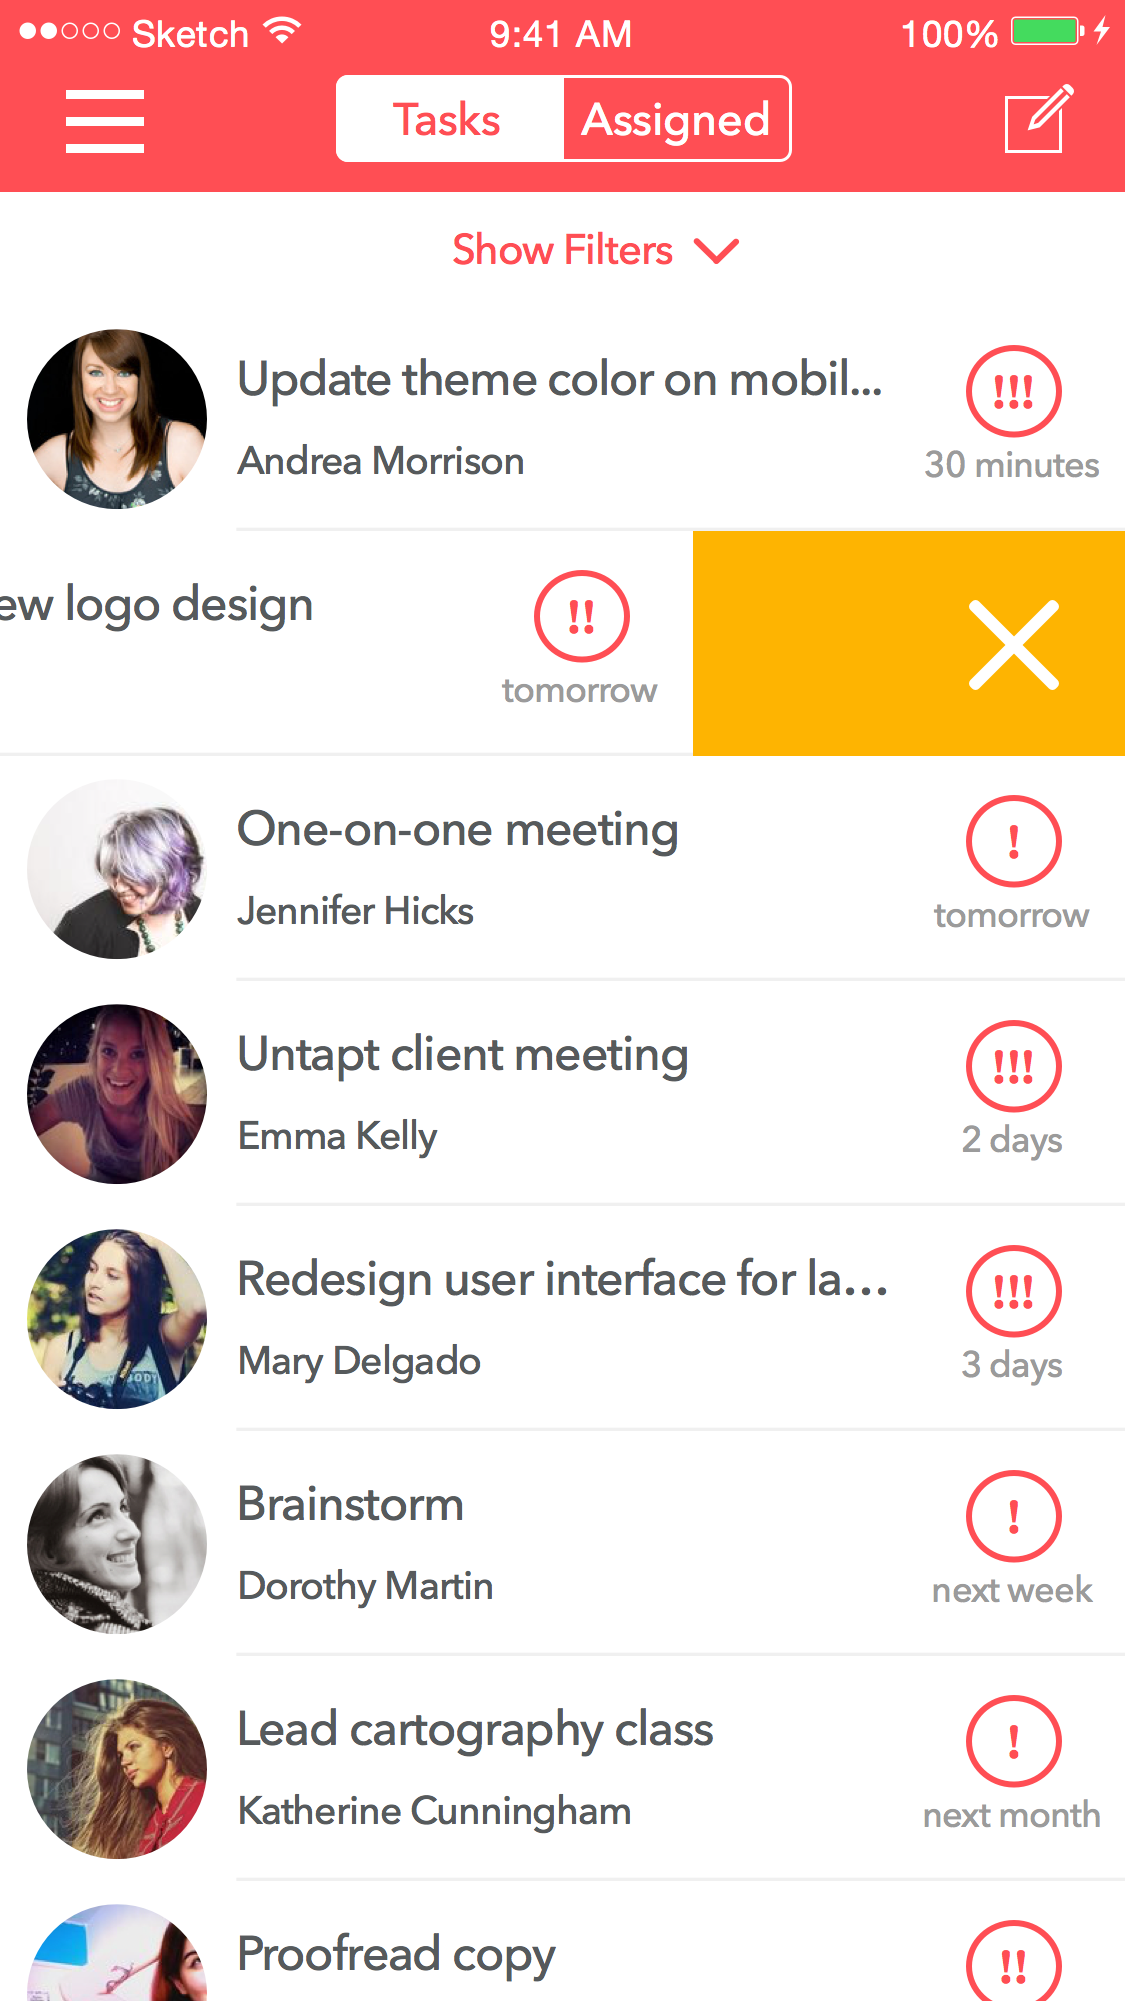 Sketch 9:41 AM 100%
Tasks Assigned
Show Filters
Update theme color on mobil...
Andrea Morrison
!!!
30 minutes
ew logo design
!!
tomorrow
One-on-one meeting
Jennifer Hicks
!
tomorrow
Untapt client meeting
Emma Kelly
!!!
2 days
Redesign user interface for la...
Mary Delgado
!!!
3 days
Brainstorm
Dorothy Martin
!
next week
Lead cartography class
Katherine Cunningham
!
next month
Proofread copy
!!